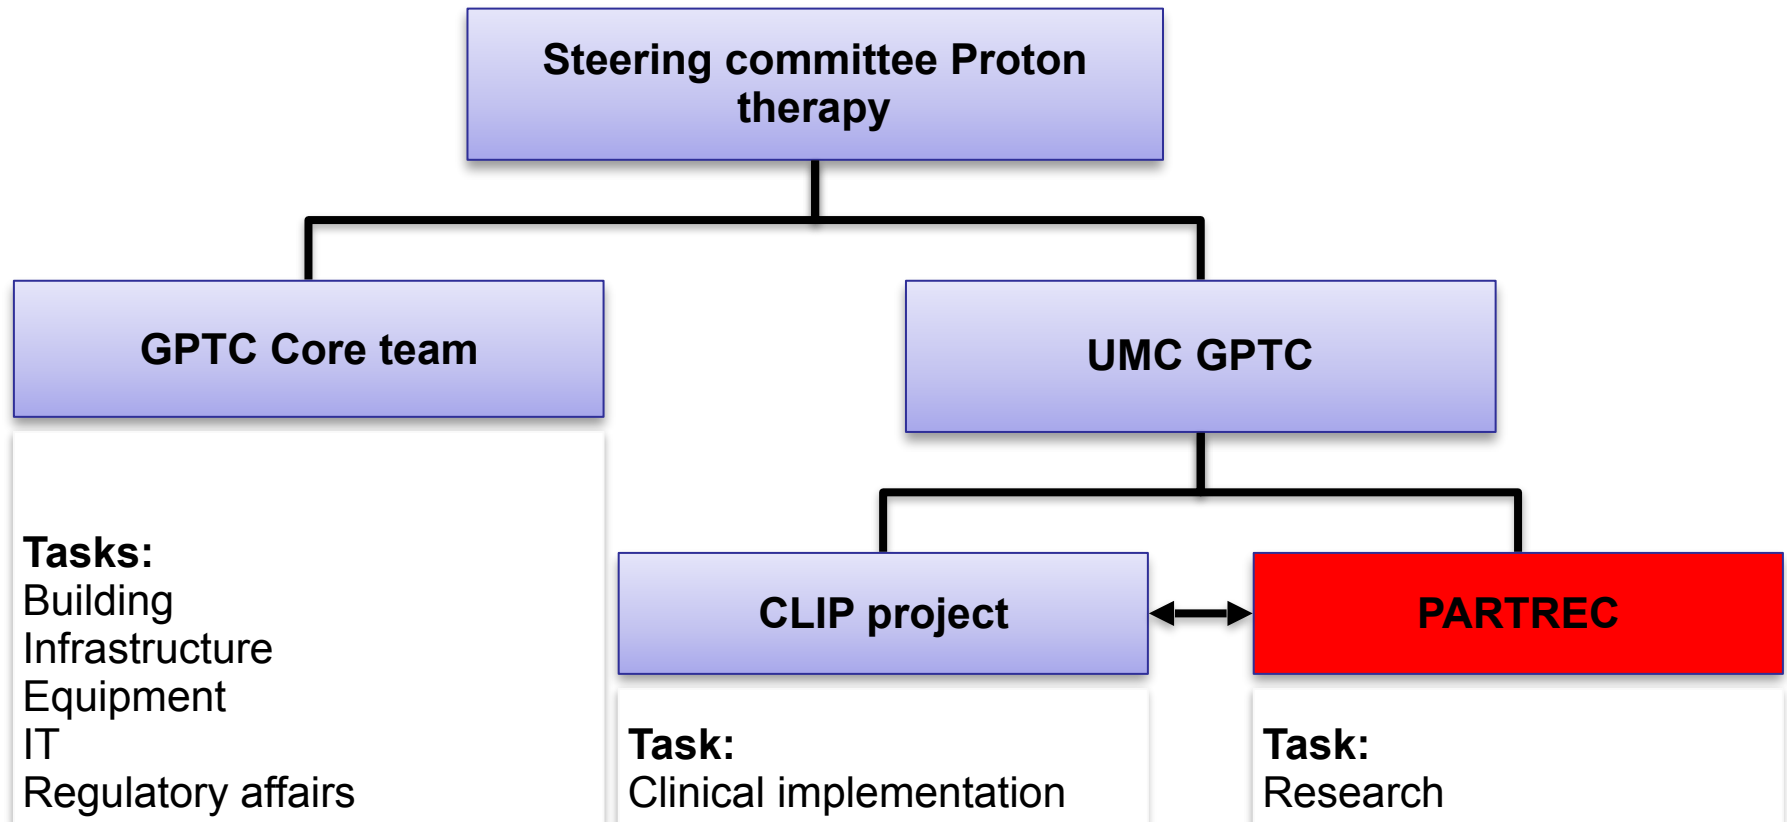 Steering committee Proton
therapy
GPTC Core team
UMC GPTC
Tasks:
Building
Infrastructure
Equipment
IT
Regulatory affairs
CLIP project
PARTREC
Task:
Clinical implementation
Task:
Research